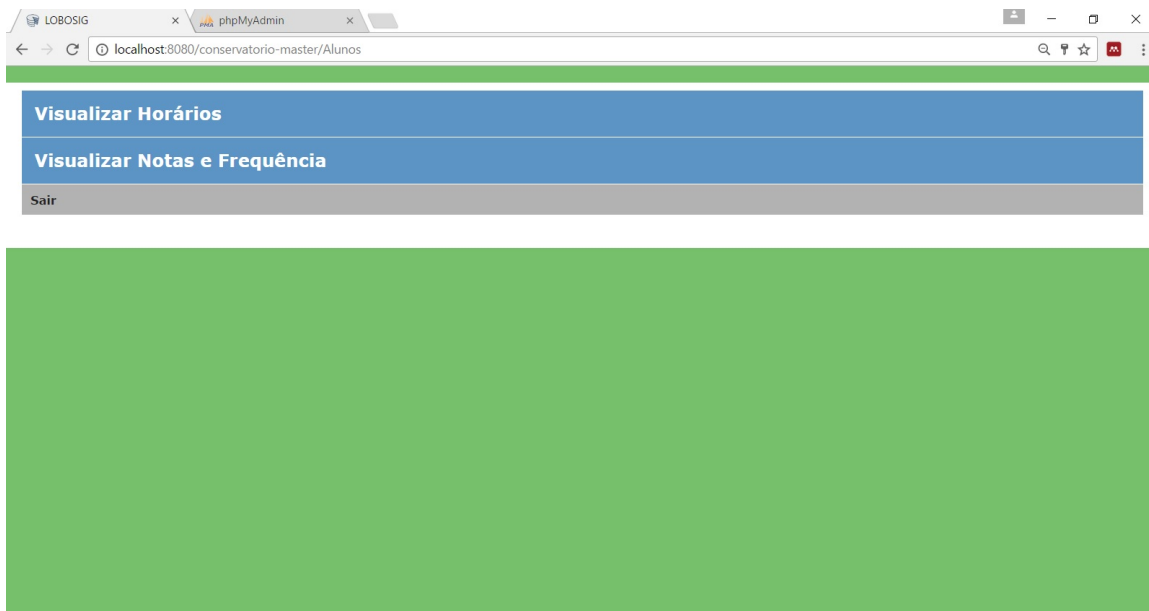 LOBOSIG
phpMyAdmin
localhost:8080/conservatorio-master/Alunos
Visualizar Horários
Visualizar Notas e Frequência
Sair